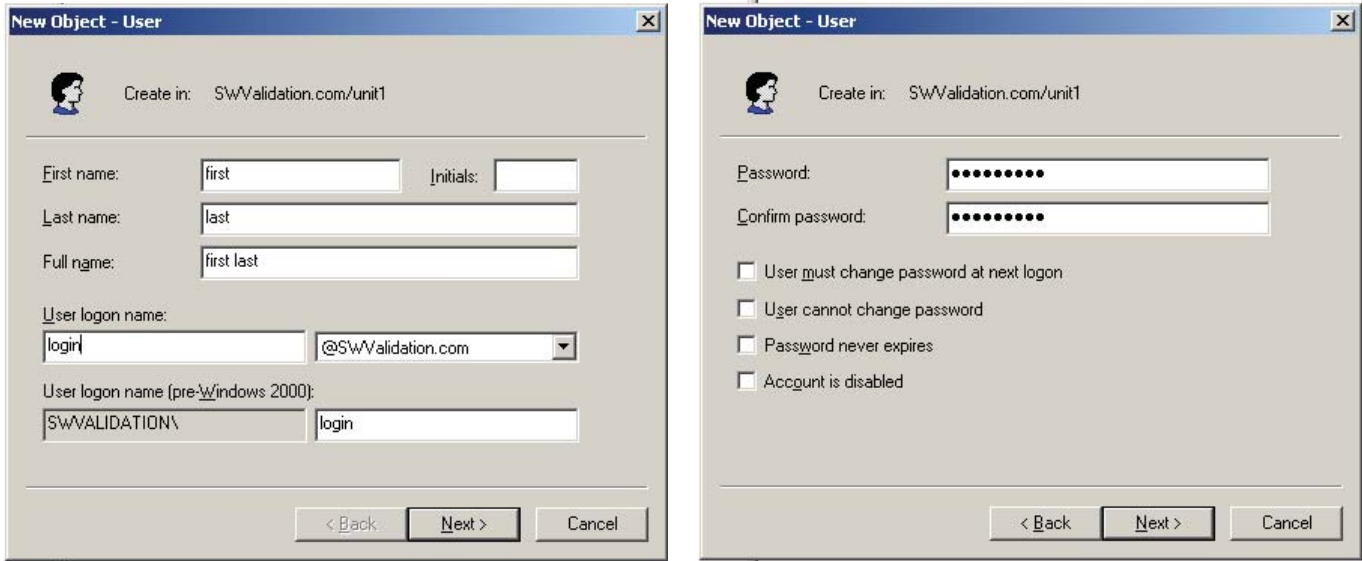 New Object - User
Create in: SWValidation.com/unit1
First name: first Initials:
Last name: last
Full name: first last
User logon name:
login @SWValidation.com
User logon name (pre-Windows 2000):
SWVALIDATION\ login
< Back Next > Cancel
New Object - User
Create in: SWValidation.com/unit1
Password: •••••••••
Confirm password: •••••••••
User must change password at next logon
User cannot change password
Password never expires
Account is disabled
< Back Next > Cancel